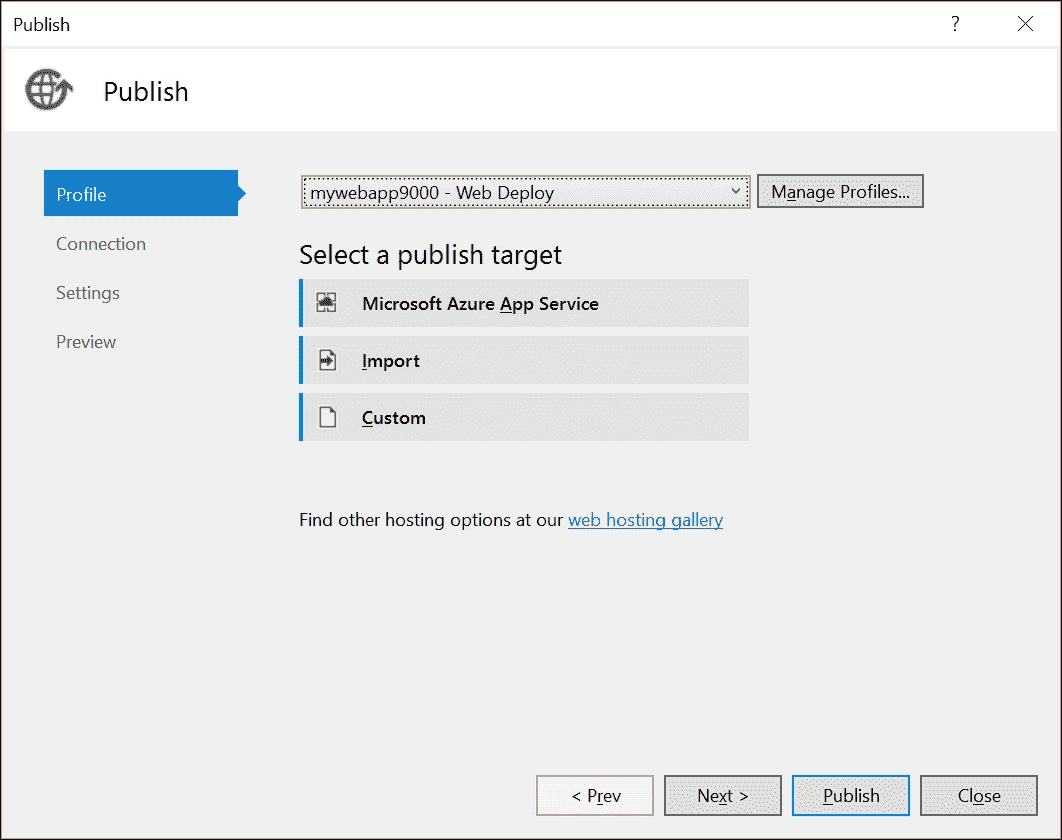 Publish
?
Publish
Profile
Connection
Settings
Preview
mywebapp9000 - Web Deploy
Manage Profiles...
Select a publish target
Microsoft Azure App Service
Import
Custom
Find other hosting options at our web hosting gallery
< Prev
Next >
Publish
Close